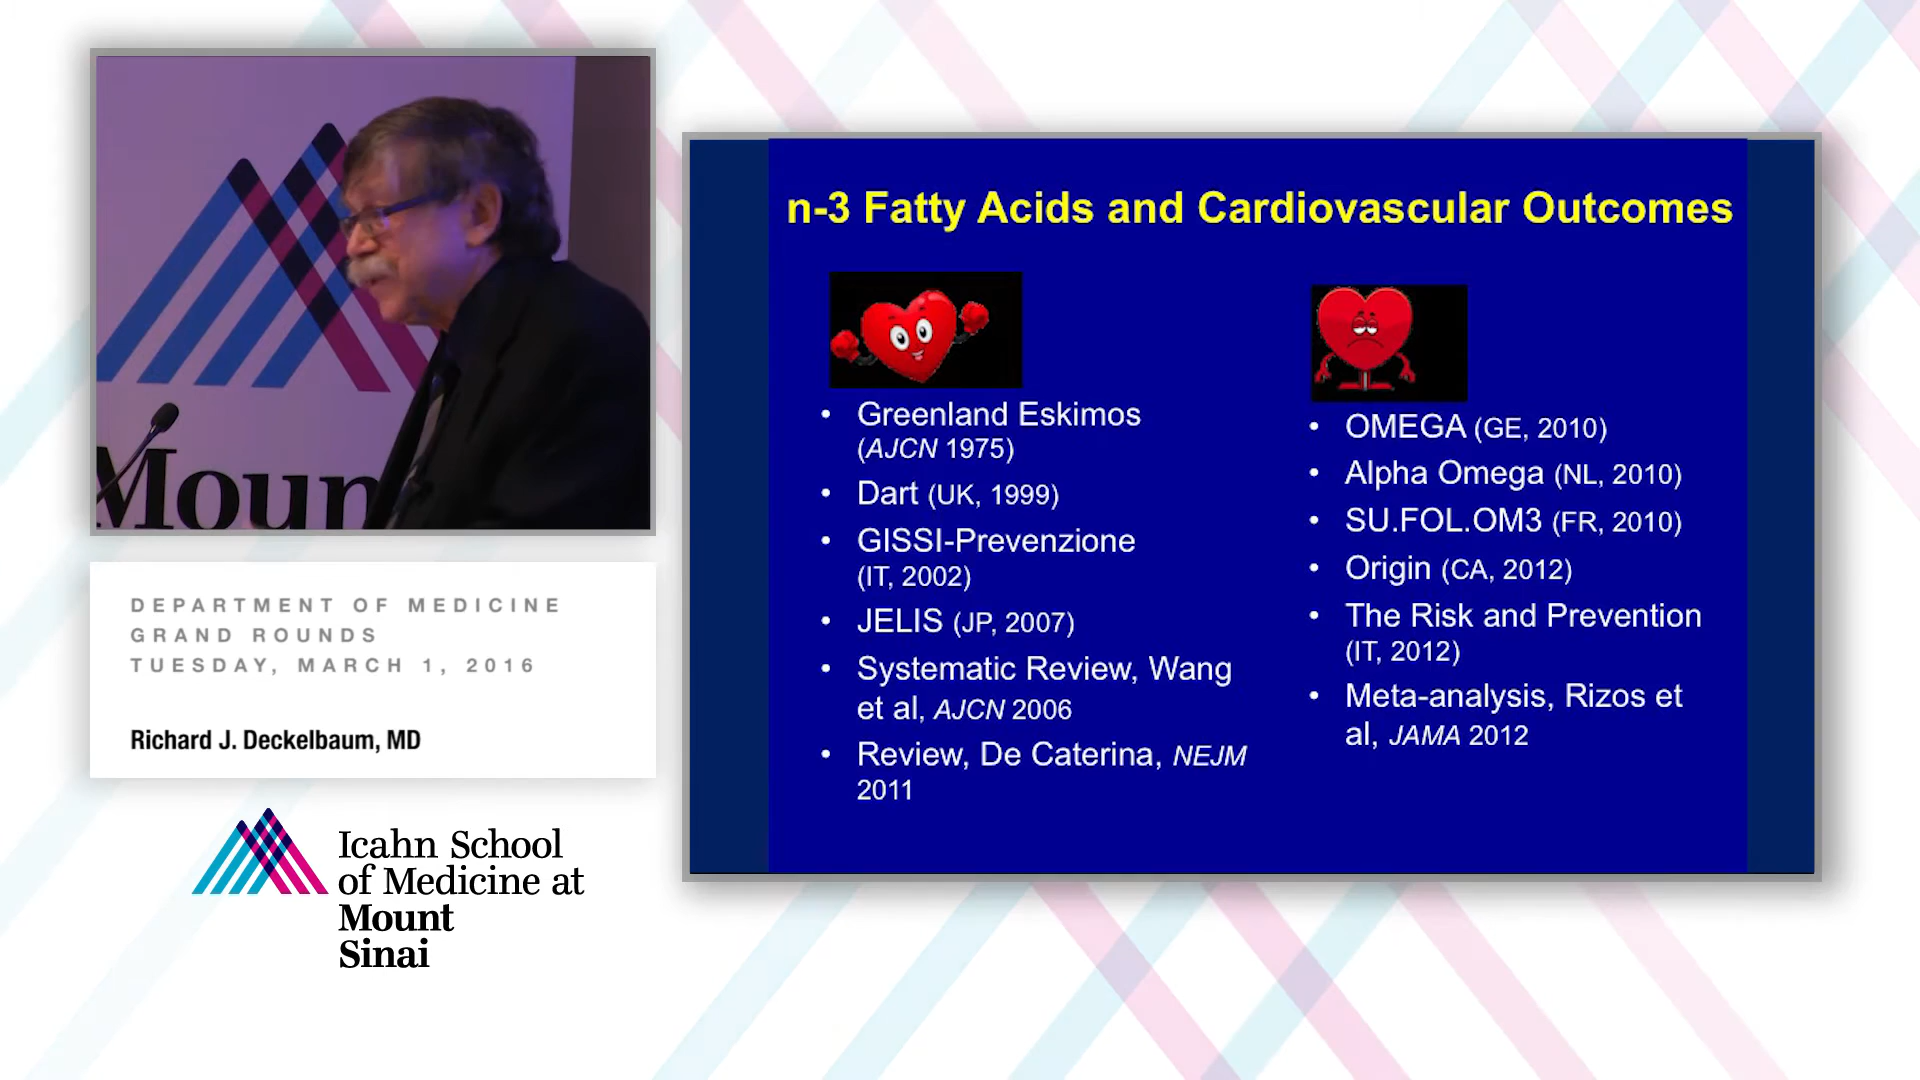 Moun
DEPARTMENT OF MEDICINE
GRAND ROUNDS
TUESDAY, MARCH 1, 2016
Richard J. Deckelbaum, MD
Icahn School
of Medicine at
Mount
Sinai
n-3 Fatty Acids and Cardiovascular Outcomes
• Greenland Eskimos
(AJCN 1975)
• Dart (UK, 1999)
• GISSI-Prevenzione
(IT, 2002)
• JELIS (JP, 2007)
• Systematic Review, Wang
et al, AJCN 2006
• Review, De Caterina, NEJM
2011
• OMEGA (GE, 2010)
• Alpha Omega (NL, 2010)
• SU.FOL.OM3 (FR, 2010)
• Origin (CA, 2012)
• The Risk and Prevention
(IT, 2012)
• Meta-analysis, Rizos et
al, JAMA 2012